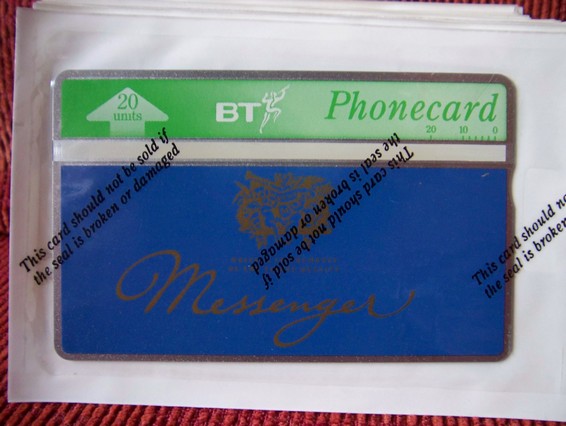 20
units
BT
Phonecard
20 10 0
This card should not be sold if
the seal is broken or damaged
This card should not be sold if
the seal is broken or damaged
This card should no
the seal is broken
Messenger